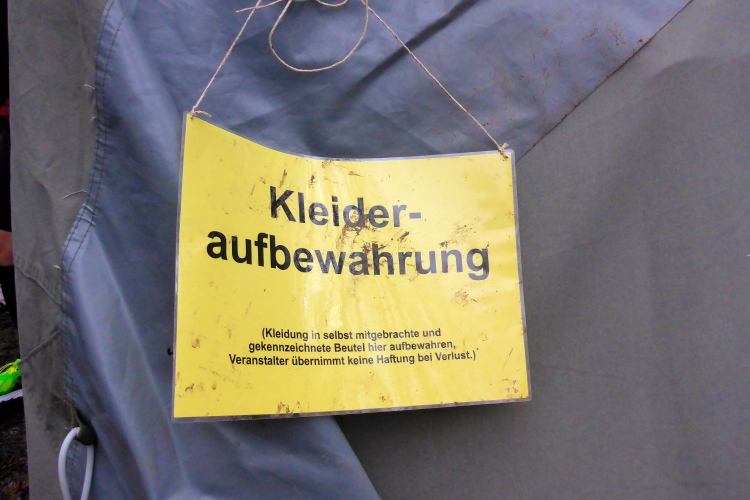 Kleider-
aufbewahrung
(Kleidung in selbst mitgebrachte und
gekennzeichnete Beutel hier aufbewahren,
Veranstalter übernimmt keine Haftung bei Verlust.)